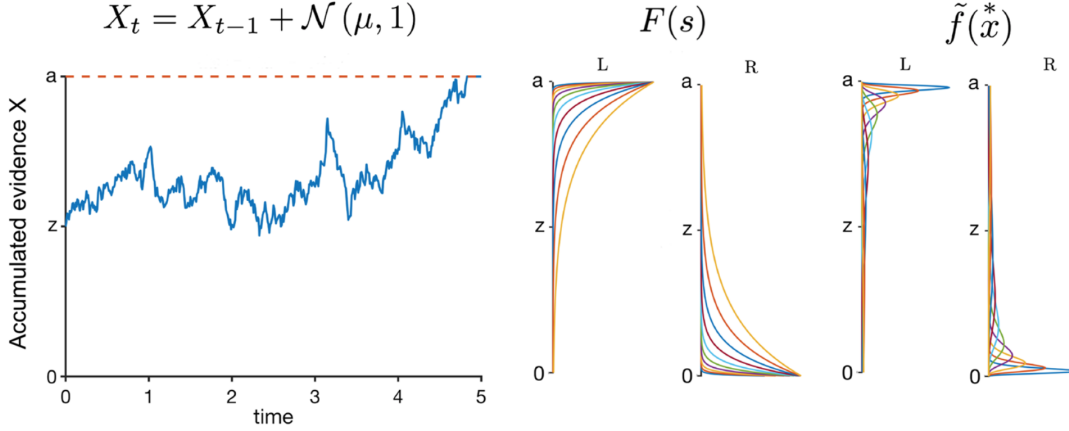 X_t = X_{t-1} + 𝒩(μ, 1)
F(s)
f̃(x̊*)
L
R
L
R
a
z
0
Accumulated evidence X
0
1
2
3
4
5
time
a
z
0
a
z
0
a
z
0
a
z
0